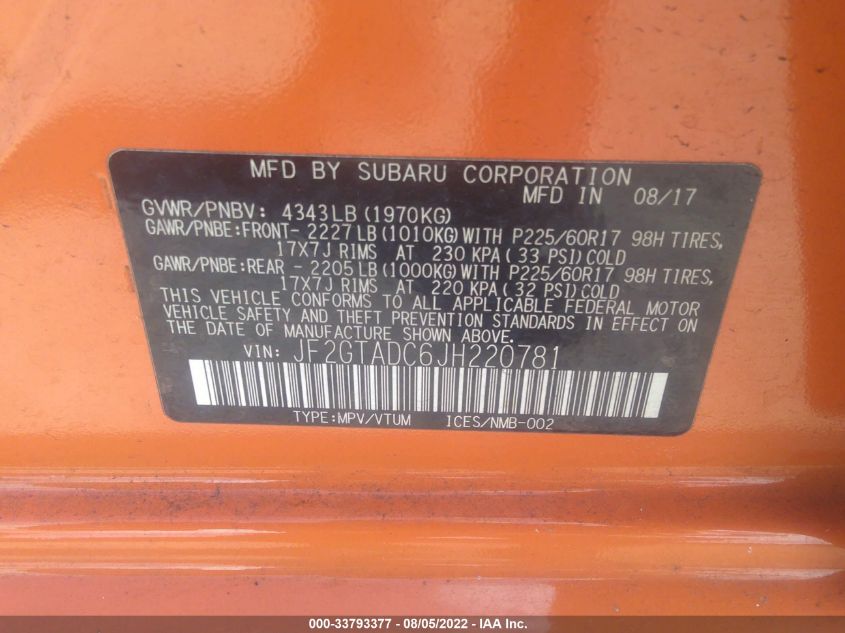 MFD BY SUBARU CORPORATION
MFD IN 08/17
GVWR/PNBV: 4343LB (1970KG)
GAWR/PNBE:FRONT- 2227LB (1010KG) WITH P225/60R17 98H TIRES,
17X7J RIMS AT 230 KPA ( 33 PSI) COLD
GAWR/PNBE:REAR - 2205LB (1000KG) WITH P225/60R17 98H TIRES,
17X7J RIMS AT 220 KPA ( 32 PSI) COLD
THIS VEHICLE CONFORMS TO ALL APPLICABLE FEDERAL MOTOR
VEHICLE SAFETY AND THEFT PREVENTION STANDARDS IN EFFECT ON
THE DATE OF MANUFACTURE SHOWN ABOVE.
VIN: JF2GTADC6JH220781
TYPE:MPV/VTUM ICES/NMB-002
000-33793377 - 08/05/2022 - IAA Inc.